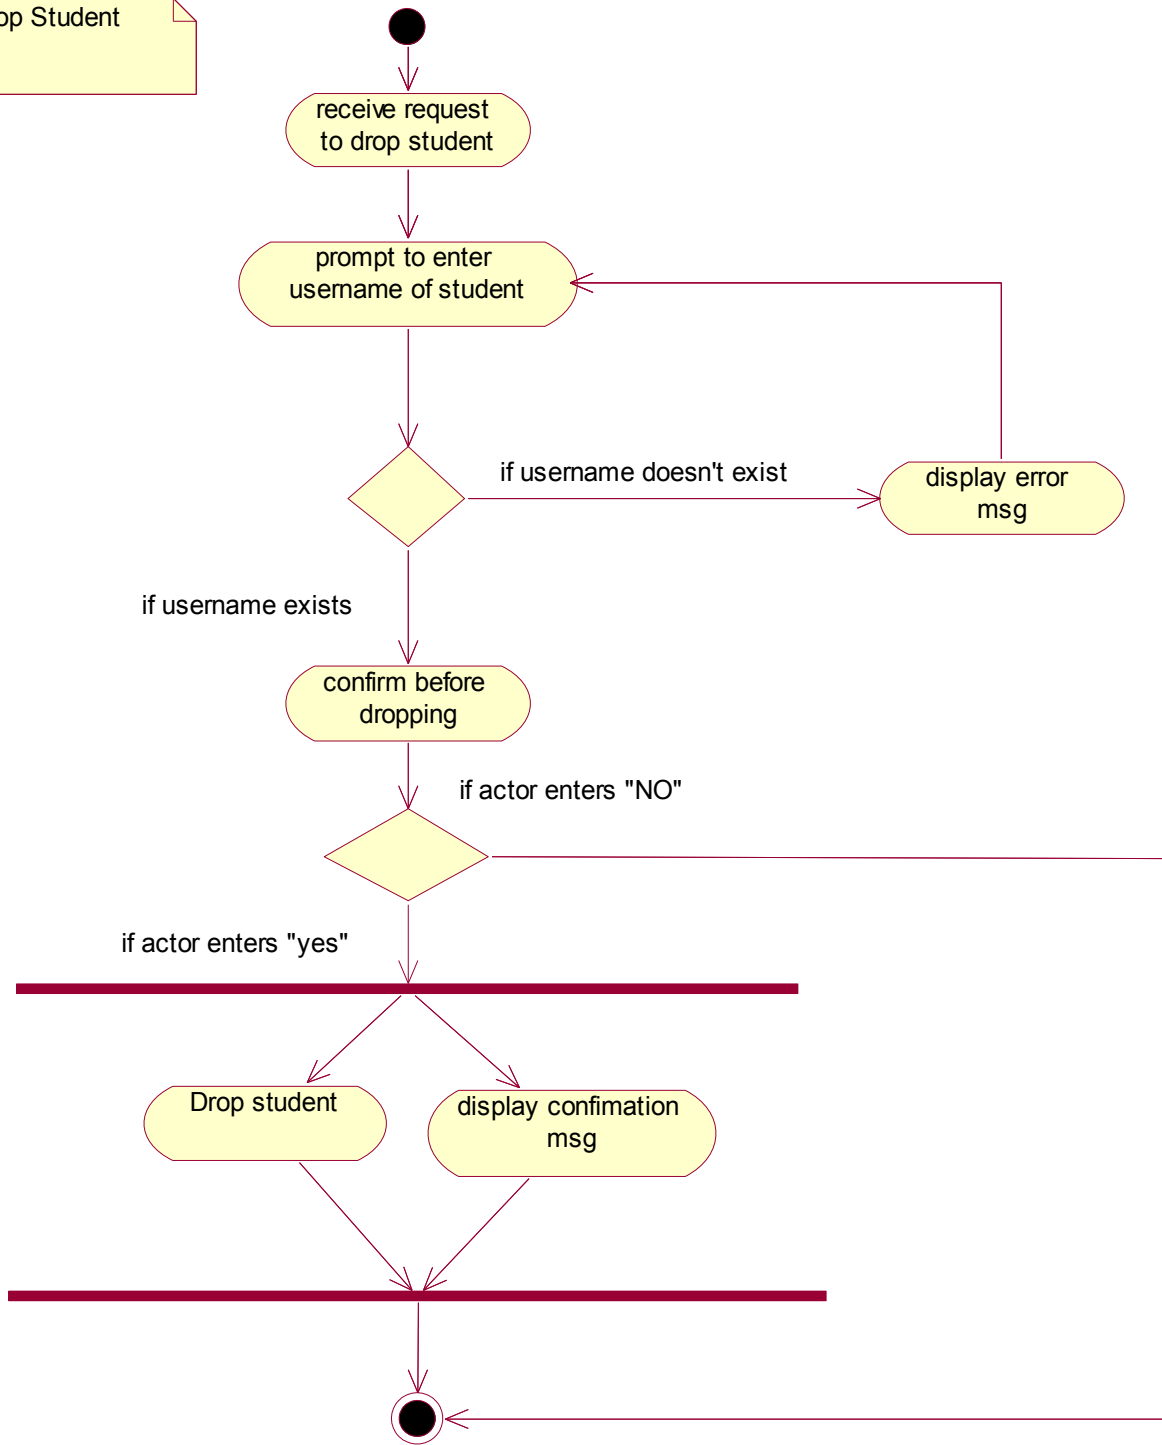 op Student
receive request
to drop student
prompt to enter
username of student
if username doesn't exist
display error
msg
if username exists
confirm before
dropping
if actor enters "NO"
if actor enters "yes"
Drop student
display confimation
msg